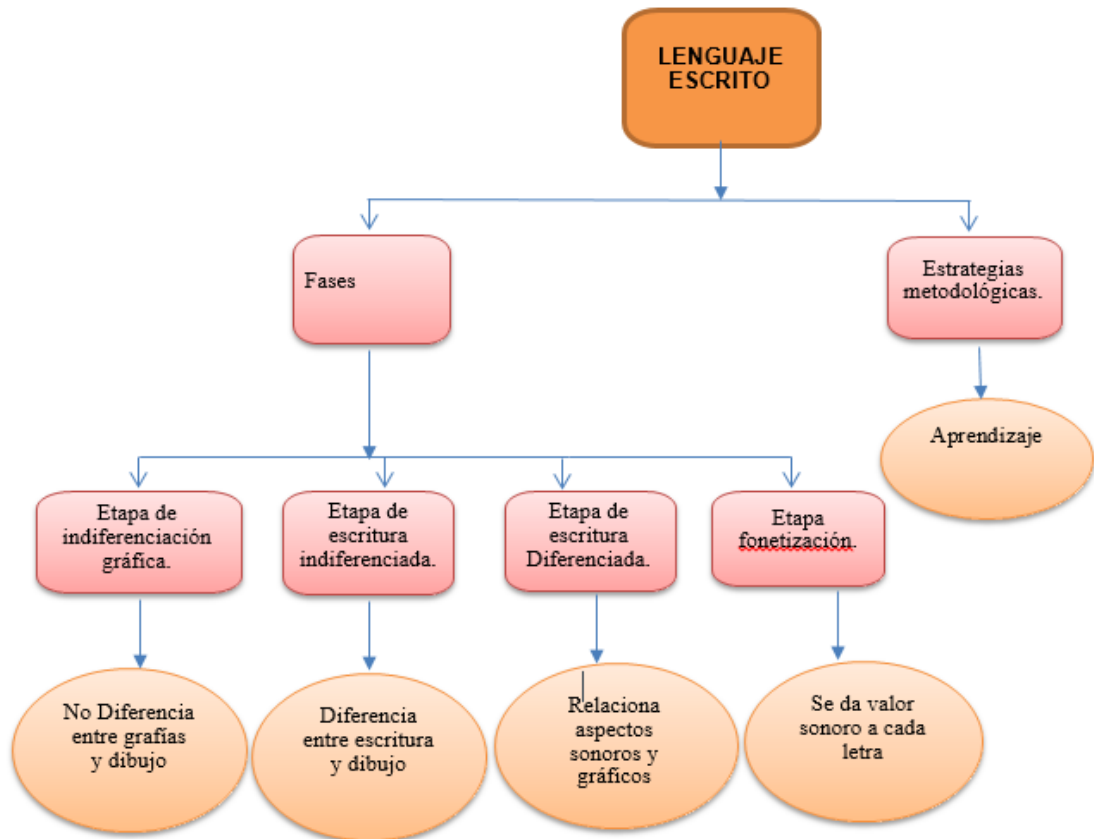 LENGUAJE
ESCRITO
Fases
Estrategias
metodológicas.
Aprendizaje
Etapa de
indiferenciación
gráfica.
Etapa de
escritura
indiferenciada.
Etapa de
escritura
Diferenciada.
Etapa
fonetización.
No Diferencia
entre grafías
y dibujo
Diferencia
entre escritura
y dibujo
Relaciona
aspectos
sonoros y
gráficos
Se da valor
sonoro a cada
letra